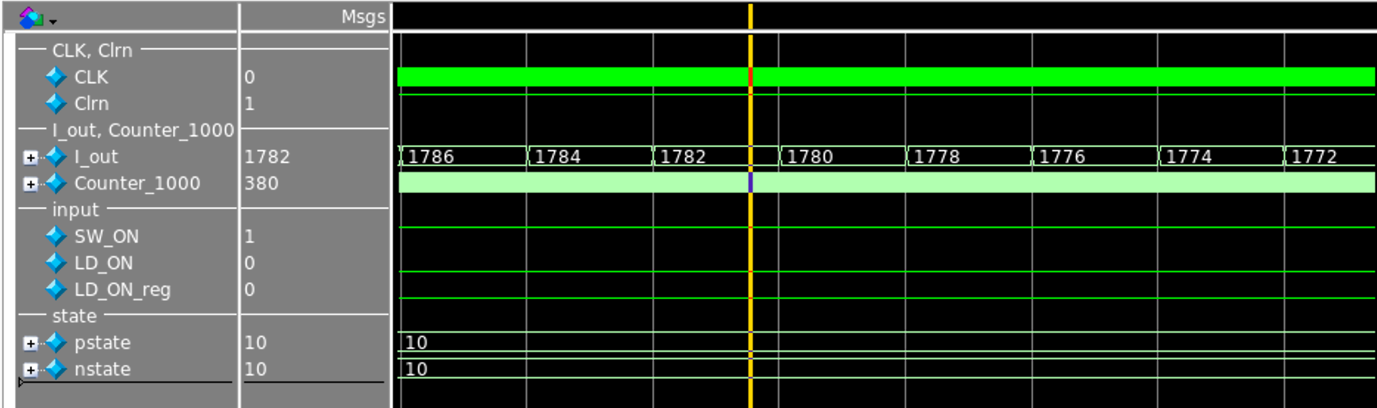 Msgs
CLK, Clrn
CLK 0
Clrn 1
I_out, Counter_1000
I_out 1782 1786 1784 1782 1780 1778 1776 1774 1772
Counter_1000 380
input
SW_ON 1
LD_ON 0
LD_ON_reg 0
state
pstate 10 10
nstate 10 10